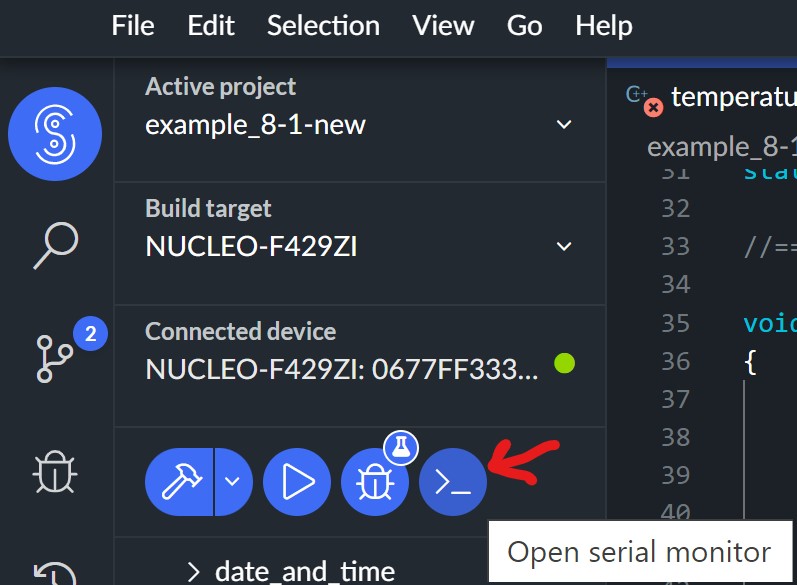 File Edit Selection View Go Help
Active project
example_8-1-new
Build target
NUCLEO-F429ZI
Connected device
NUCLEO-F429ZI: 0677FF333...
2
date_and_time
Open serial monitor
C++ temperatu
example_8-1
31 stat
32
33 //==
34
35 void
36 {
37
38
39
40